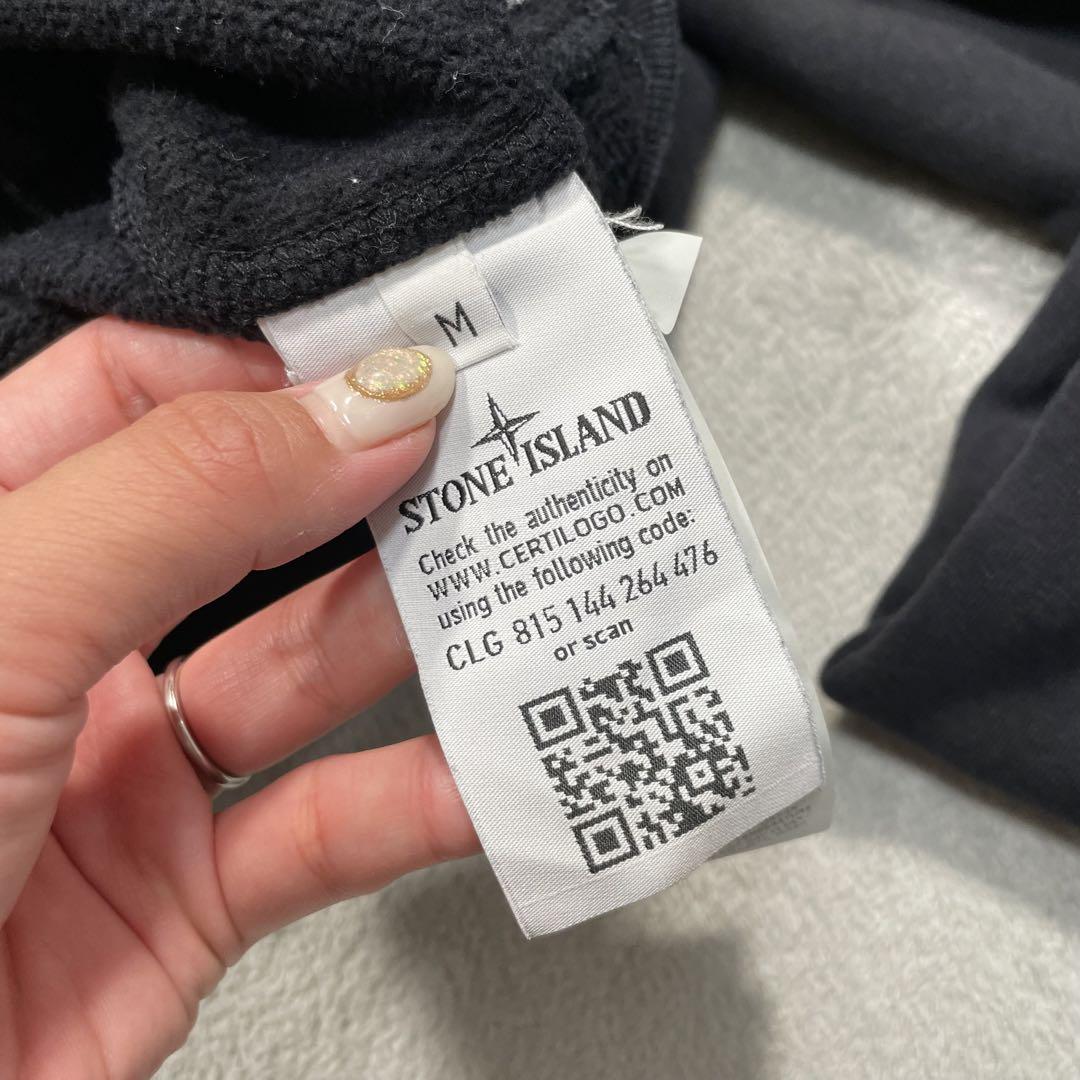 M
STONE ISLAND
Check the authenticity on
WWW.CERTILOGO.COM
using the following code:
CLG 815 144 264 476
or scan